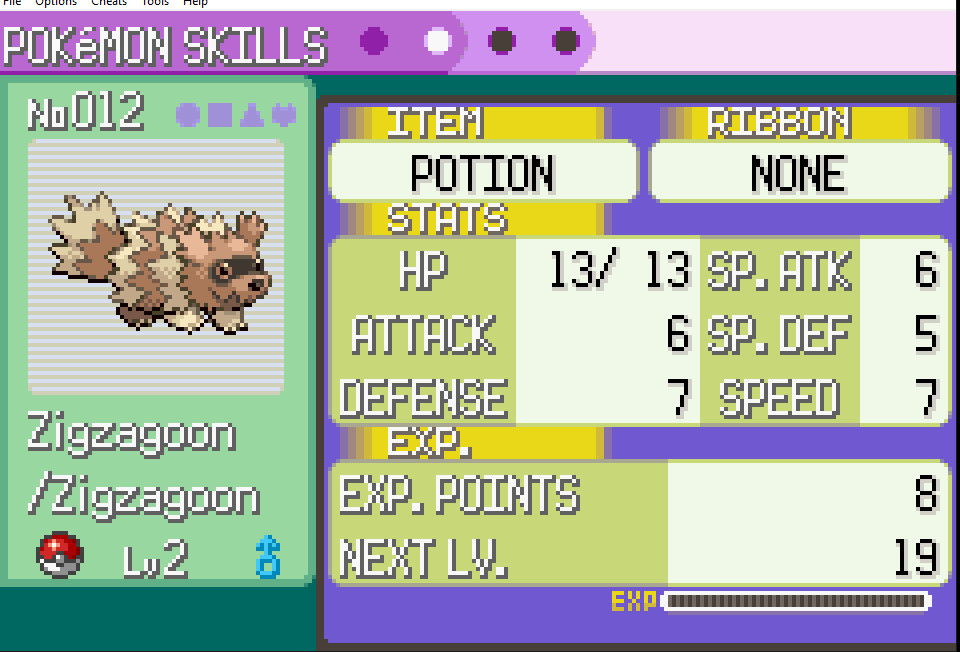 File Options Cheats Tools Help
POKéMON SKILLS
No012
ITEM RIBBON
POTION NONE
STATS
HP 13/ 13 SP. ATK 6
ATTACK 6 SP. DEF 5
DEFENSE 7 SPEED 7
Zigzagoon
/Zigzagoon
Lv2 ♂
EXP.
EXP. POINTS 8
NEXT LV. 19
EXP